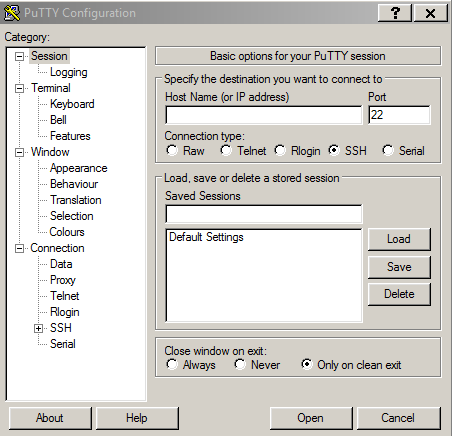 PuTTY Configuration
? X
Category:
Session
Logging
Terminal
Keyboard
Bell
Features
Window
Appearance
Behaviour
Translation
Selection
Colours
Connection
Data
Proxy
Telnet
Rlogin
SSH
Serial
Basic options for your PuTTY session
Specify the destination you want to connect to
Host Name (or IP address) Port
22
Connection type:
Raw Telnet Rlogin SSH Serial
Load, save or delete a stored session
Saved Sessions
Default Settings
Load
Save
Delete
Close window on exit:
Always Never Only on clean exit
About Help Open Cancel